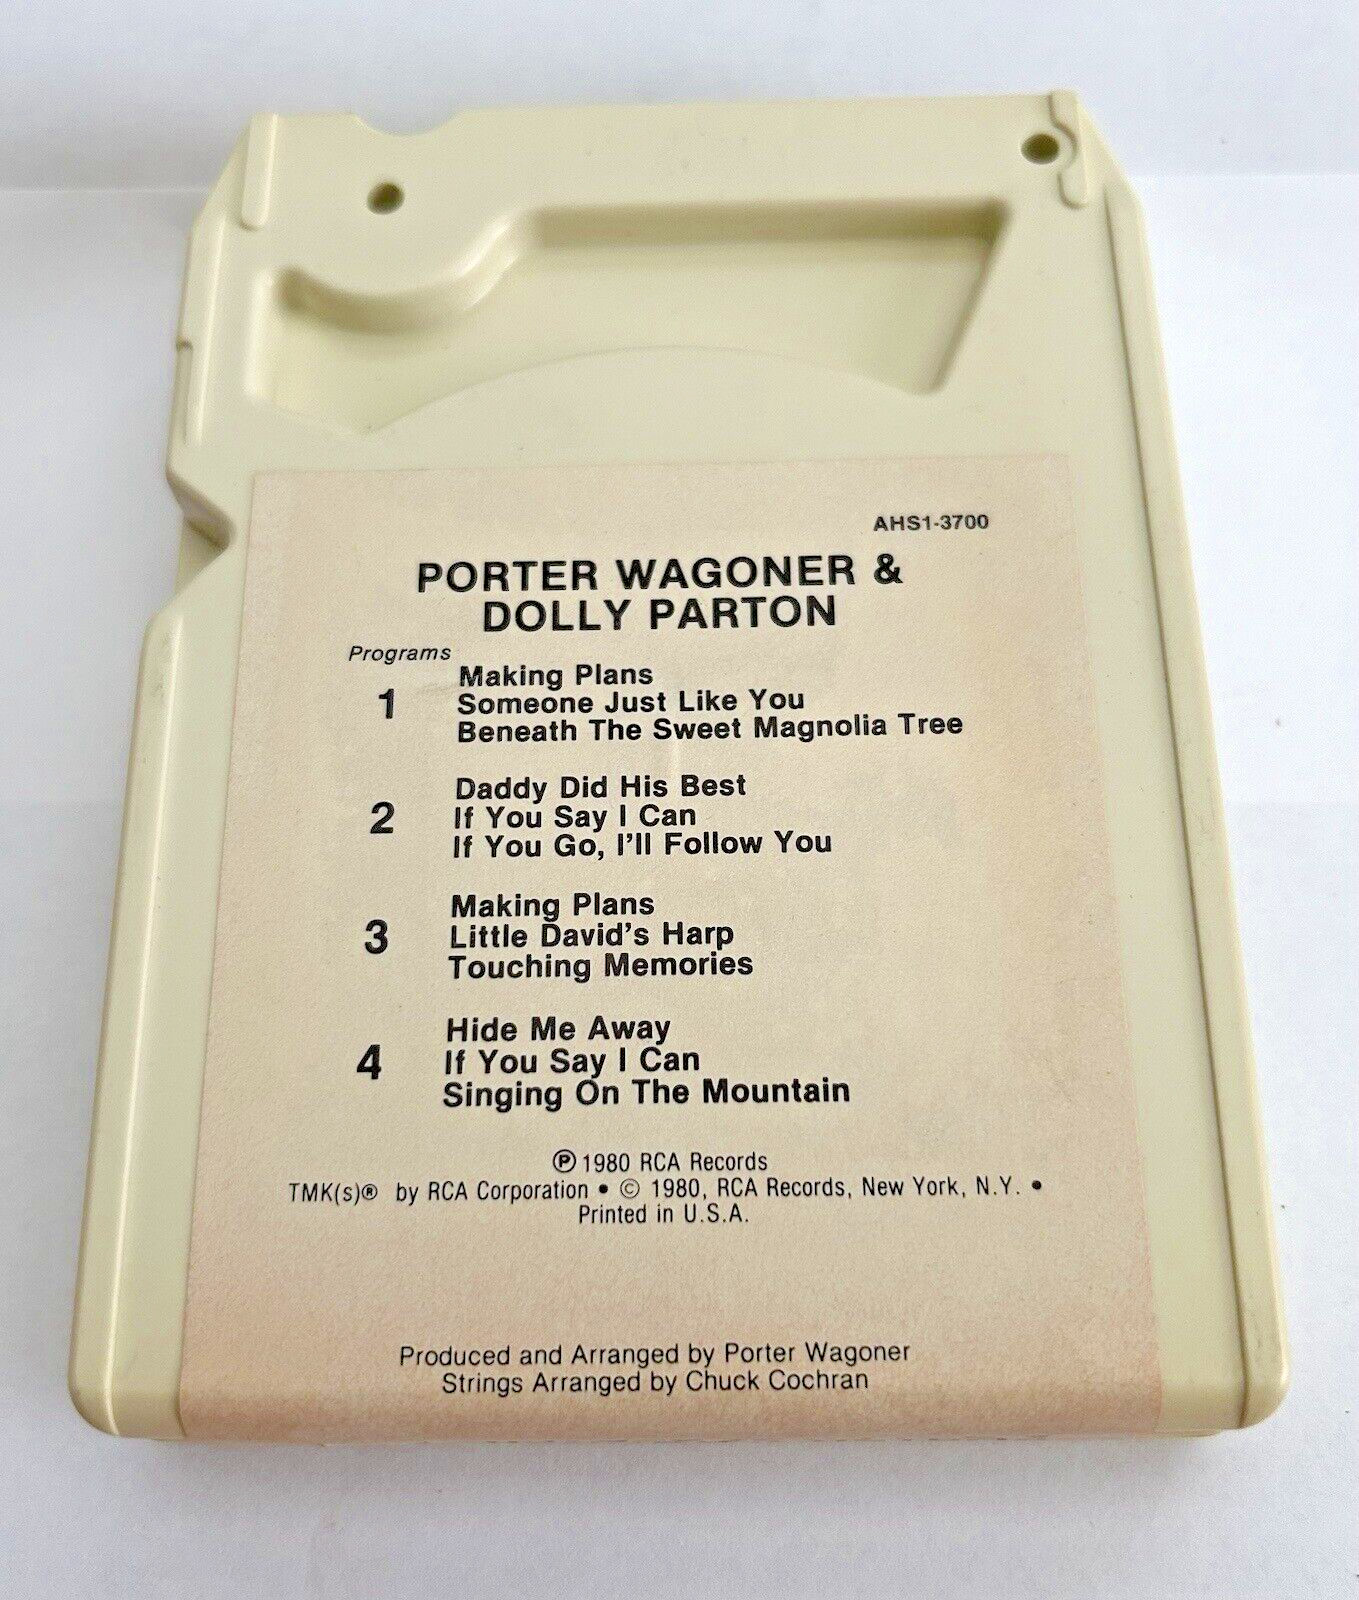 AHS1-3700
PORTER WAGONER &
DOLLY PARTON
Programs
1 Making Plans
Someone Just Like You
Beneath The Sweet Magnolia Tree
2 Daddy Did His Best
If You Say I Can
If You Go, I'll Follow You
3 Making Plans
Little David's Harp
Touching Memories
4 Hide Me Away
If You Say I Can
Singing On The Mountain
℗ 1980 RCA Records
TMK(s)® by RCA Corporation • © 1980, RCA Records, New York, N.Y. •
Printed in U.S.A.
Produced and Arranged by Porter Wagoner
Strings Arranged by Chuck Cochran